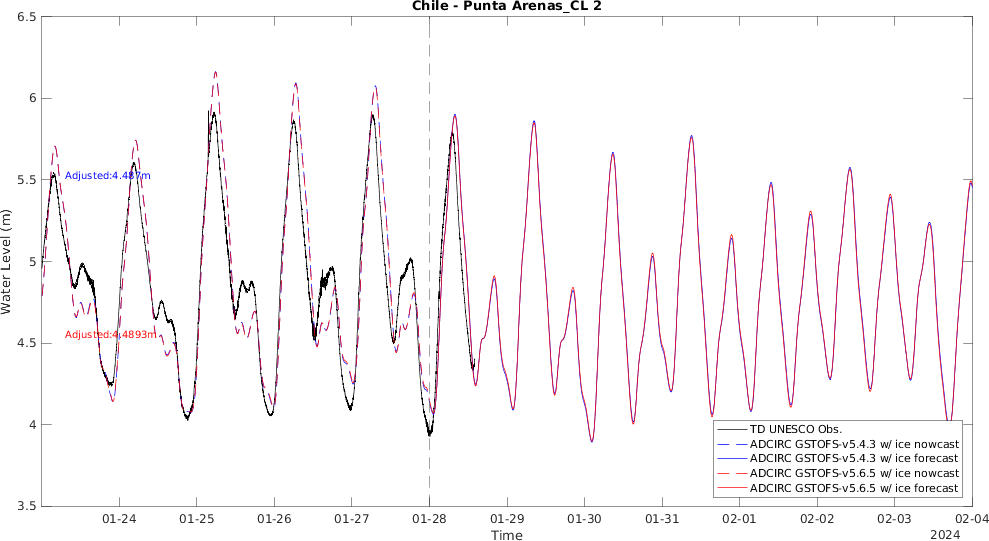 Chile - Punta Arenas_CL 2
6.5
6
5.5
5
4.5
4
3.5
Water Level (m)
Adjusted:4.487m
Adjusted:4.4893m
TD UNESCO Obs.
ADCIRC GSTOFS-v5.4.3 w/ ice nowcast
ADCIRC GSTOFS-v5.4.3 w/ ice forecast
ADCIRC GSTOFS-v5.6.5 w/ ice nowcast
ADCIRC GSTOFS-v5.6.5 w/ ice forecast
01-24 01-25 01-26 01-27 01-28 01-29 01-30 01-31 02-01 02-02 02-03 02-04
Time
2024